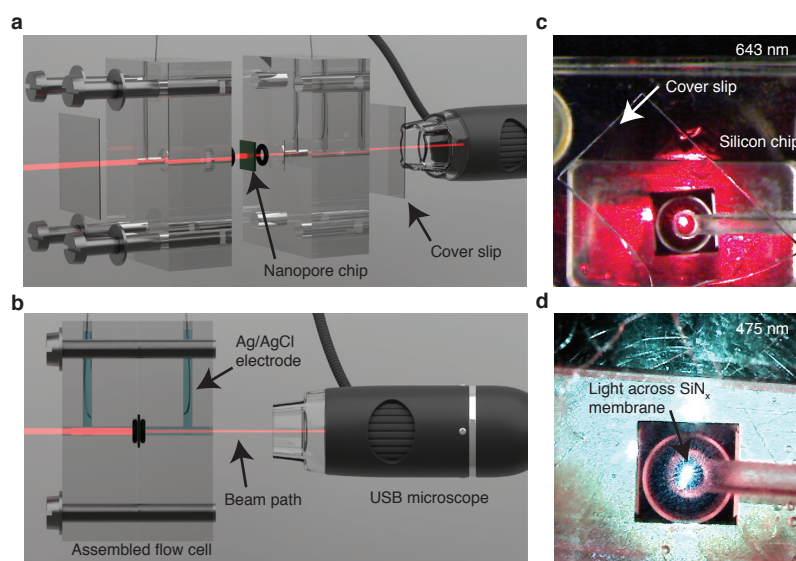 a
Nanopore chip
Cover slip
b
Ag/AgCl
electrode
Beam path
USB microscope
Assembled flow cell
c
643 nm
Cover slip
Silicon chip
d
475 nm
Light across SiNₓ
membrane